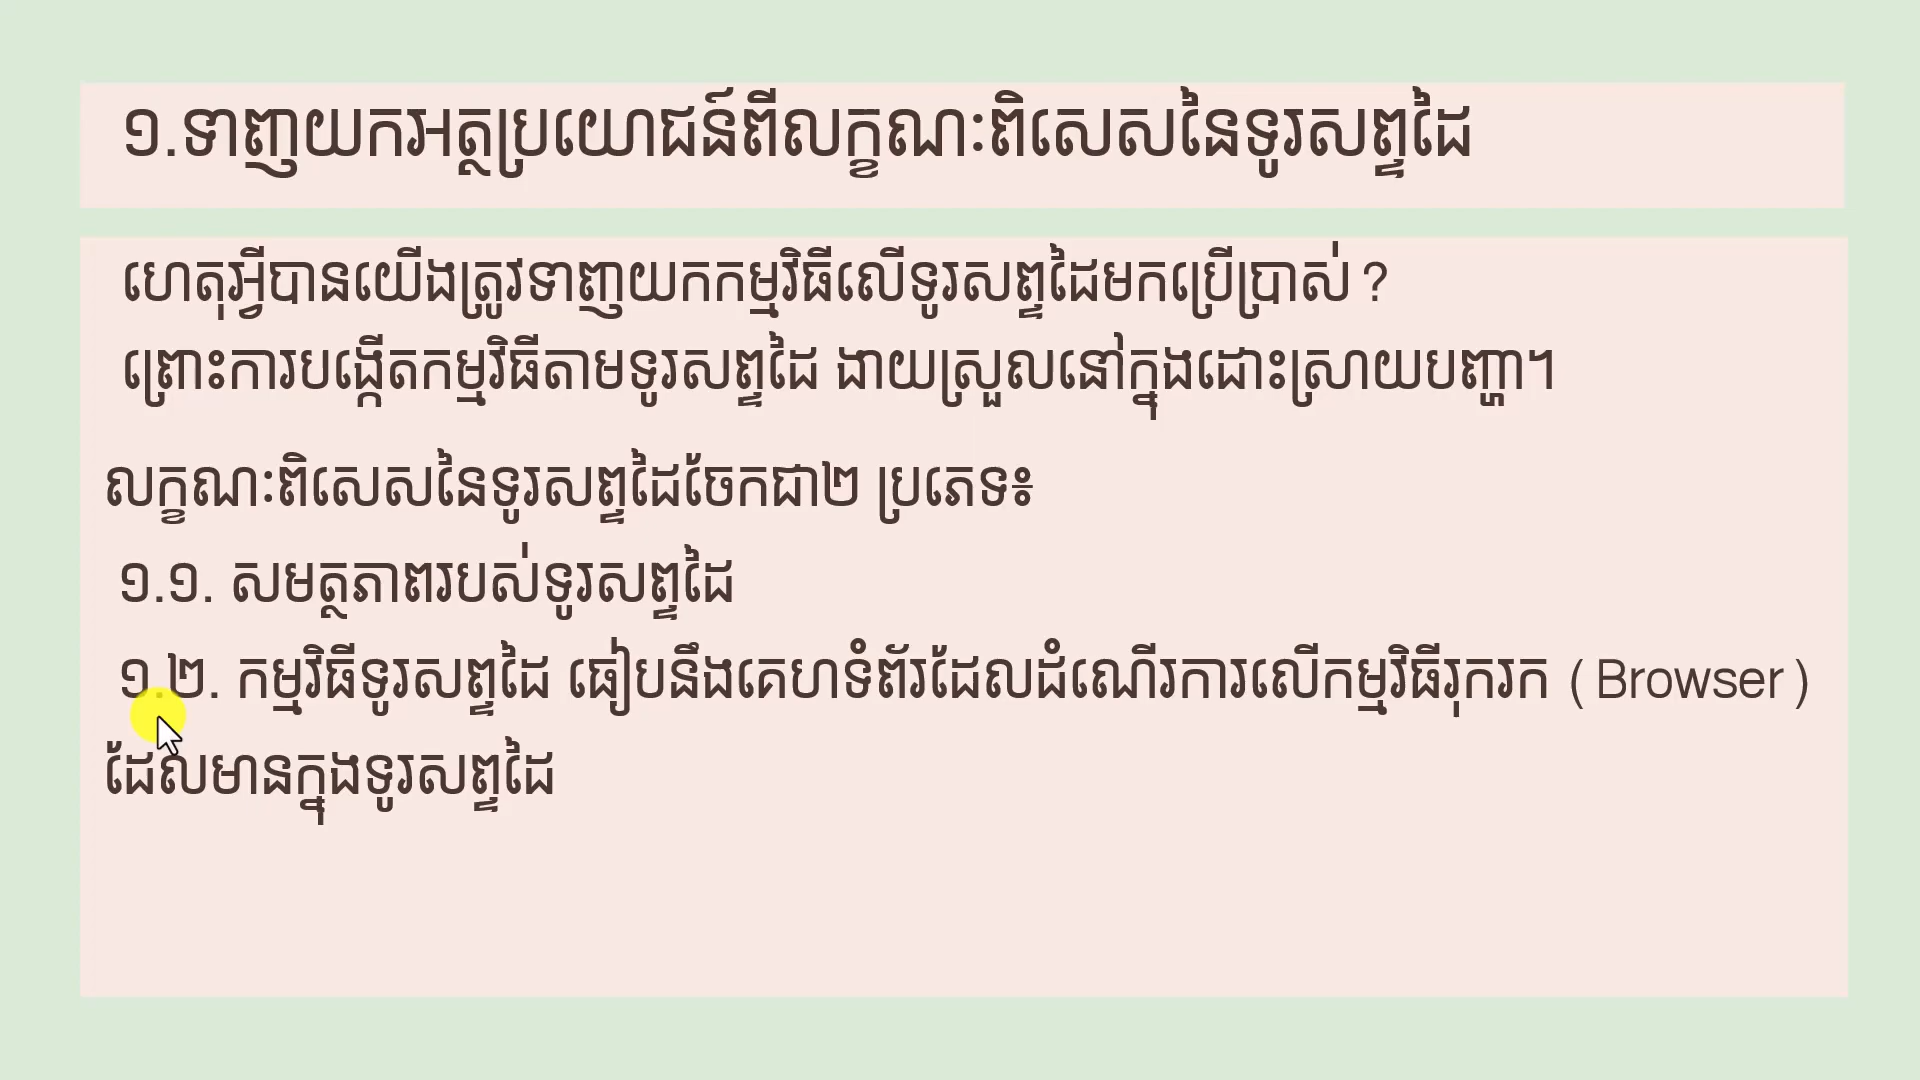 ១.ទាញយកអត្ថប្រយោជន៍ពីលក្ខណៈពិសេសនៃទូរសព្ទដៃ
ហេតុអ្វីបានយើងត្រូវទាញយកកម្មវិធីលើទូរសព្ទដៃមកប្រើប្រាស់ ?
ព្រោះការបង្កើតកម្មវិធីតាមទូរសព្ទដៃ ងាយស្រួលនៅក្នុងដោះស្រាយបញ្ហា។
លក្ខណៈពិសេសនៃទូរសព្ទដៃចែកជា២ ប្រភេទ៖
១.១. សមត្ថភាពរបស់ទូរសព្ទដៃ
១.២. កម្មវិធីទូរសព្ទដៃ ធៀបនឹងគេហទំព័រដែលដំណើរការលើកម្មវិធីរុករក (Browser)
ដែលមានក្នុងទូរសព្ទដៃ